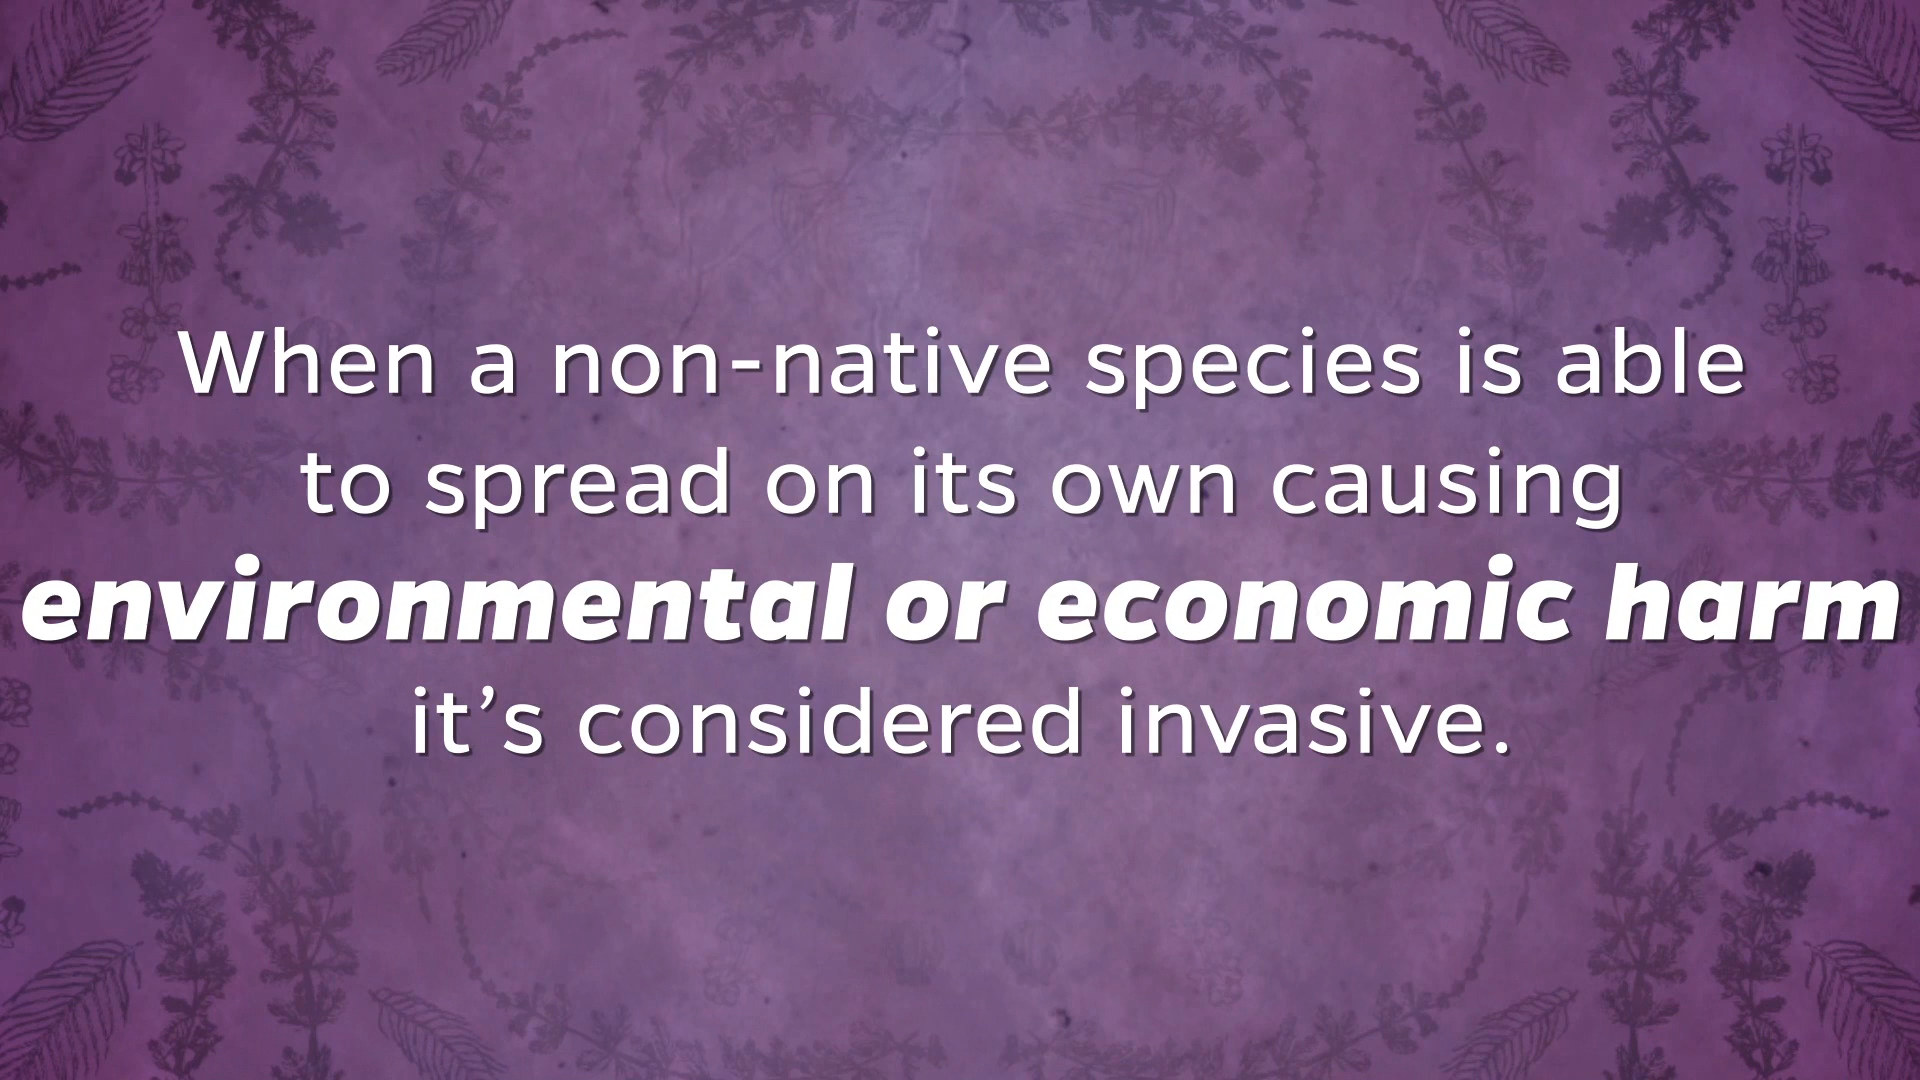 When a non-native species is able
to spread on its own causing
environmental or economic harm
it’s considered invasive.